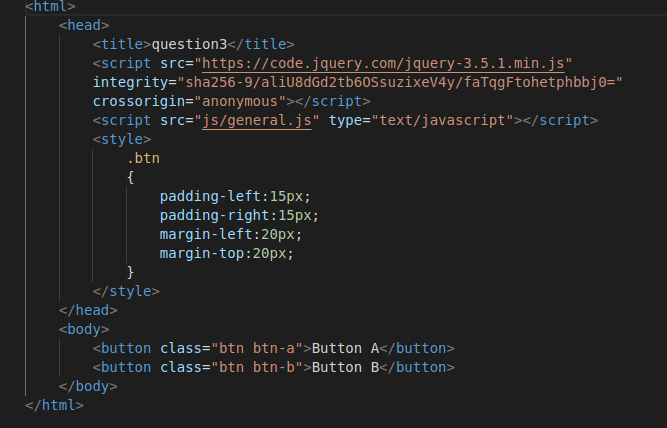 <html>
<head>
<title>question3</title>
<script src="https://code.jquery.com/jquery-3.5.1.min.js"
integrity="sha256-9/aliU8dGd2tb6OSsuzixeV4y/faTqgFtohetphbbj0="
crossorigin="anonymous"></script>
<script src="js/general.js" type="text/javascript"></script>
<style>
.btn
{
padding-left:15px;
padding-right:15px;
margin-left:20px;
margin-top:20px;
}
</style>
</head>
<body>
<button class="btn btn-a">Button A</button>
<button class="btn btn-b">Button B</button>
</body>
</html>